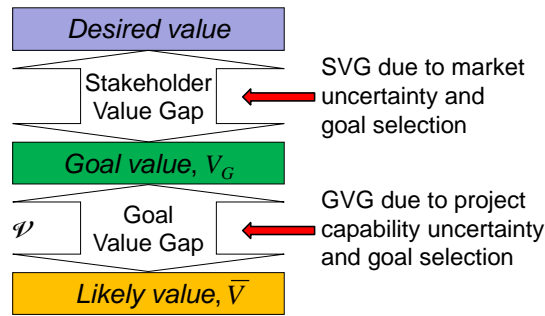 Desired value
Stakeholder
Value Gap
SVG due to market
uncertainty and
goal selection
Goal value, V_G
𝒱
Goal
Value Gap
GVG due to project
capability uncertainty
and goal selection
Likely value, V̅